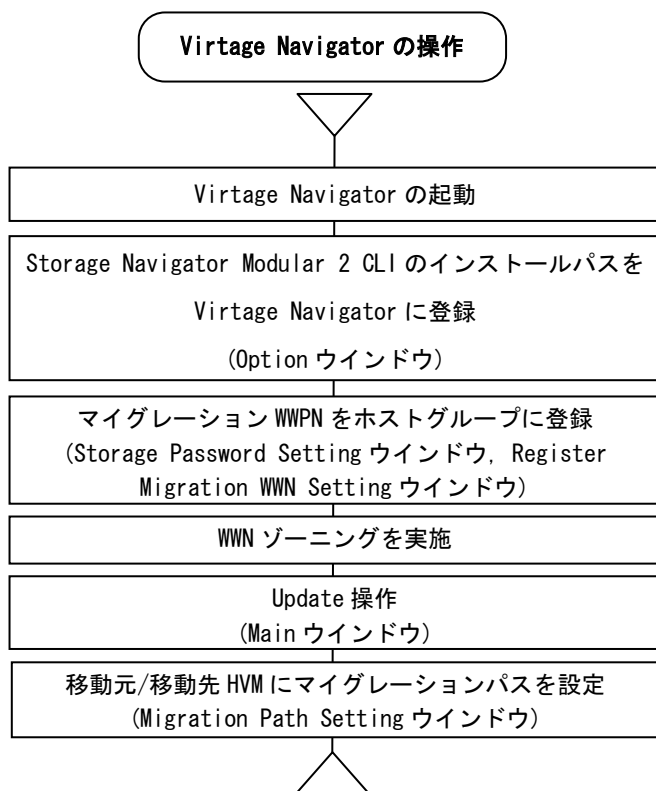 Virtage Navigator の操作
Virtage Navigator の起動
Storage Navigator Modular 2 CLI のインストールパスを
Virtage Navigator に登録
(Option ウインドウ)
マイグレーション WWPN をホストグループに登録
(Storage Password Setting ウインドウ, Register
Migration WWN Setting ウインドウ)
WWN ゾーニングを実施
Update 操作
(Main ウインドウ)
移動元/移動先 HVM にマイグレーションパスを設定
(Migration Path Setting ウインドウ)